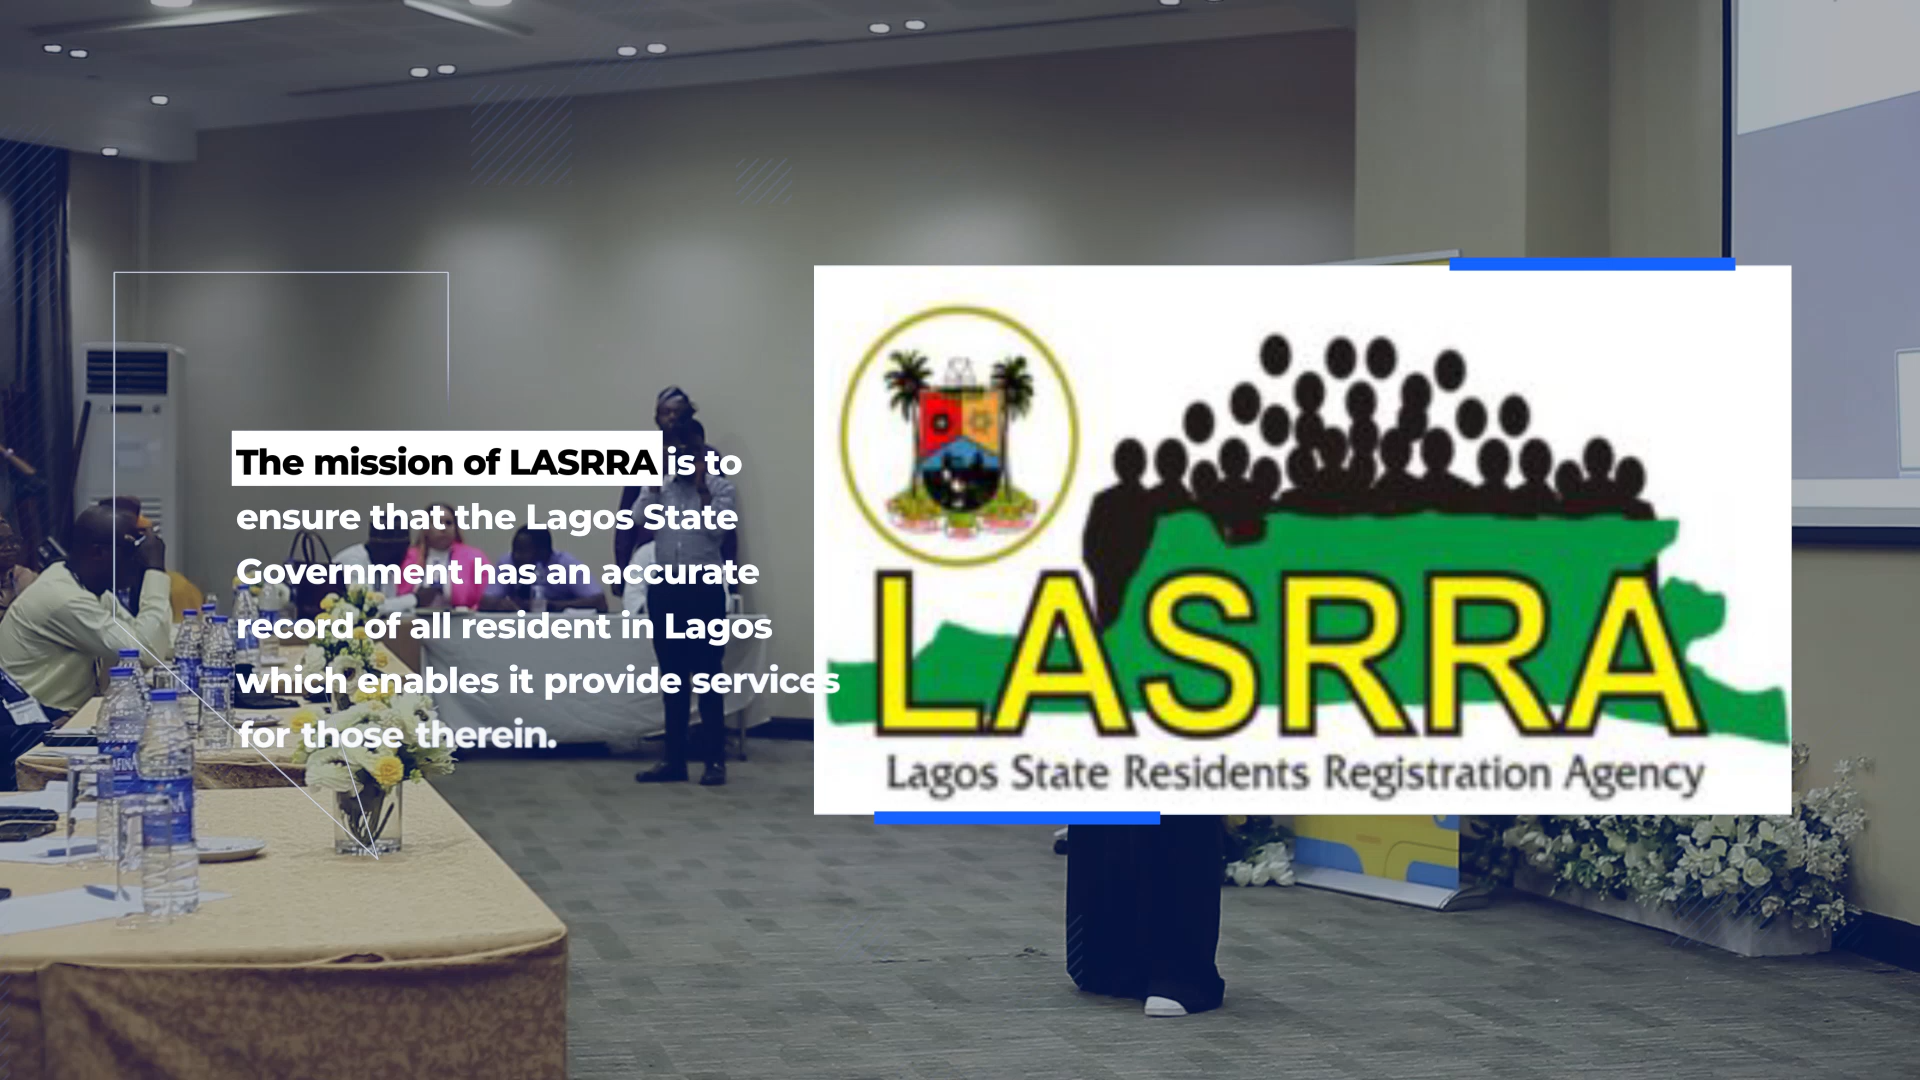 The mission of LASRRA is to
ensure that the Lagos State
Government has an accurate
record of all resident in Lagos
which enables it provide services
for those therein.
LASRRA
Lagos State Residents Registration Agency